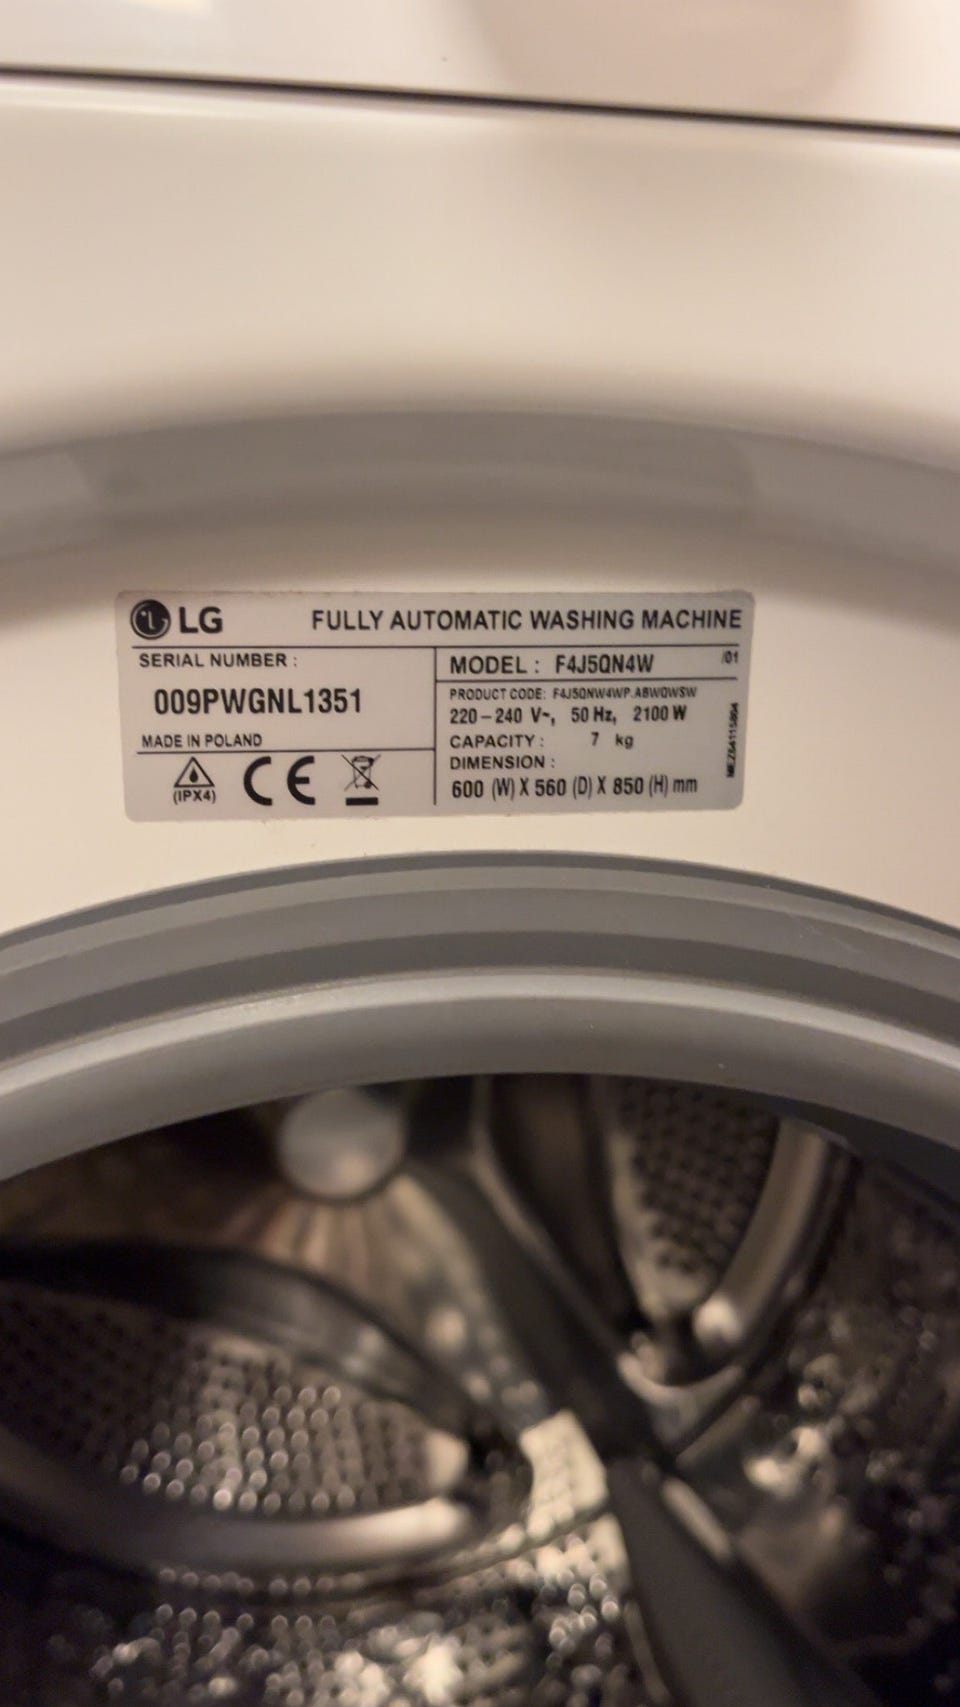 LG FULLY AUTOMATIC WASHING MACHINE
SERIAL NUMBER :
009PWGNL1351
MADE IN POLAND
(IPX4) CE
MODEL : F4J5QN4W /01
PRODUCT CODE: F4J5QNW4WP.ABWQWSW
220–240 V~, 50 Hz, 2100 W
CAPACITY : 7 kg
DIMENSION :
600 (W) X 560 (D) X 850 (H) mm